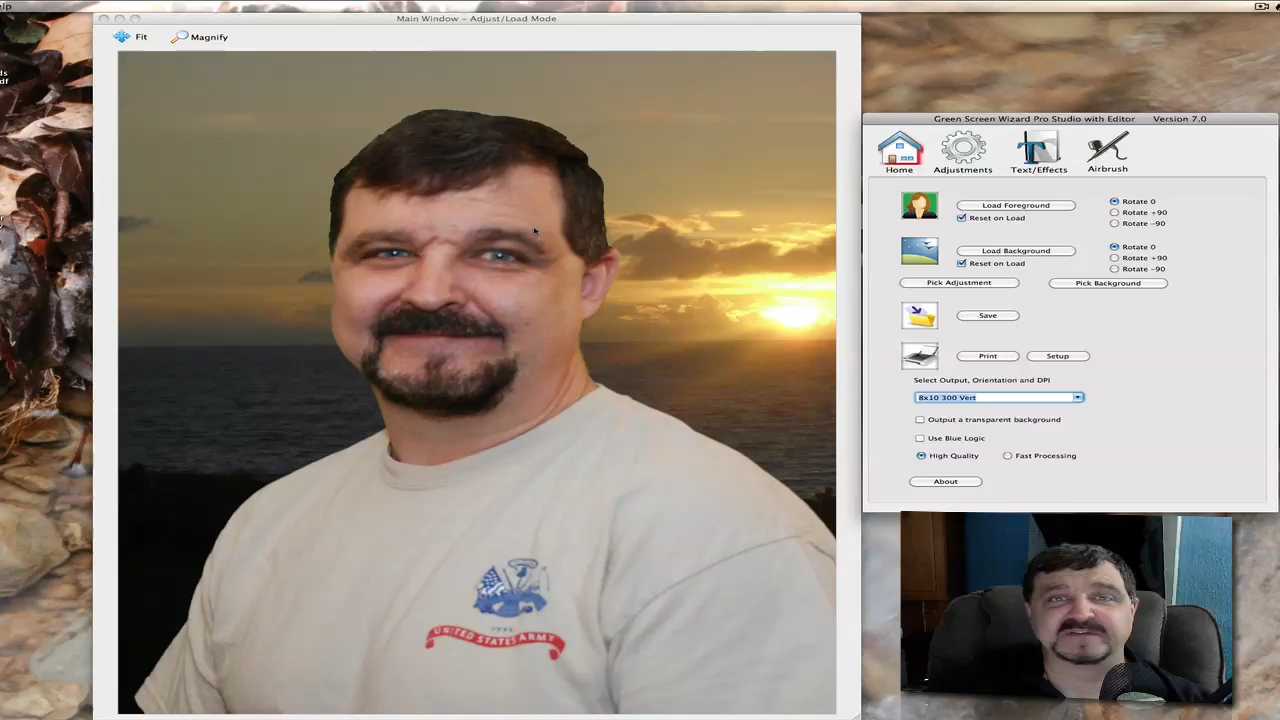 elp
Main Window – Adjust/Load Mode
Fit
Magnify
ds
df
UNITED STATES ARMY
Green Screen Wizard Pro Studio with Editor Version 7.0
Home
Adjustments
Text/Effects
Airbrush
Load Foreground
Reset on Load
Rotate 0
Rotate +90
Rotate –90
Load Background
Reset on Load
Rotate 0
Rotate +90
Rotate –90
Pick Adjustment
Pick Background
Save
Print
Setup
Select Output, Orientation and DPI
8x10 300 Vert
Output a transparent background
Use Blue Logic
High Quality
Fast Processing
About